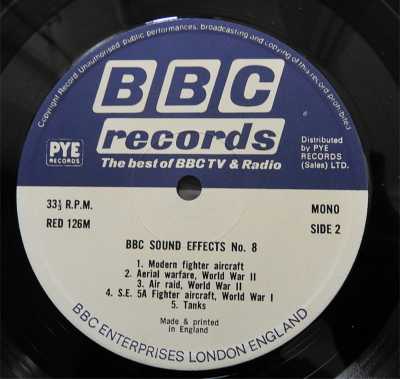 Copyright Record. Unauthorised public performances, broadcasting and copying of this record prohibited
BBC
records
The best of BBC TV & Radio
PYE
RECORDS
Distributed
by PYE
RECORDS
(Sales) LTD.
33⅓ R.P.M.
MONO
RED 126M
SIDE 2
BBC SOUND EFFECTS No. 8
1. Modern fighter aircraft
2. Aerial warfare, World War II
3. Air raid, World War II
4. S.E. 5A Fighter aircraft, World War I
5. Tanks
Made & printed
in England
BBC ENTERPRISES LONDON ENGLAND